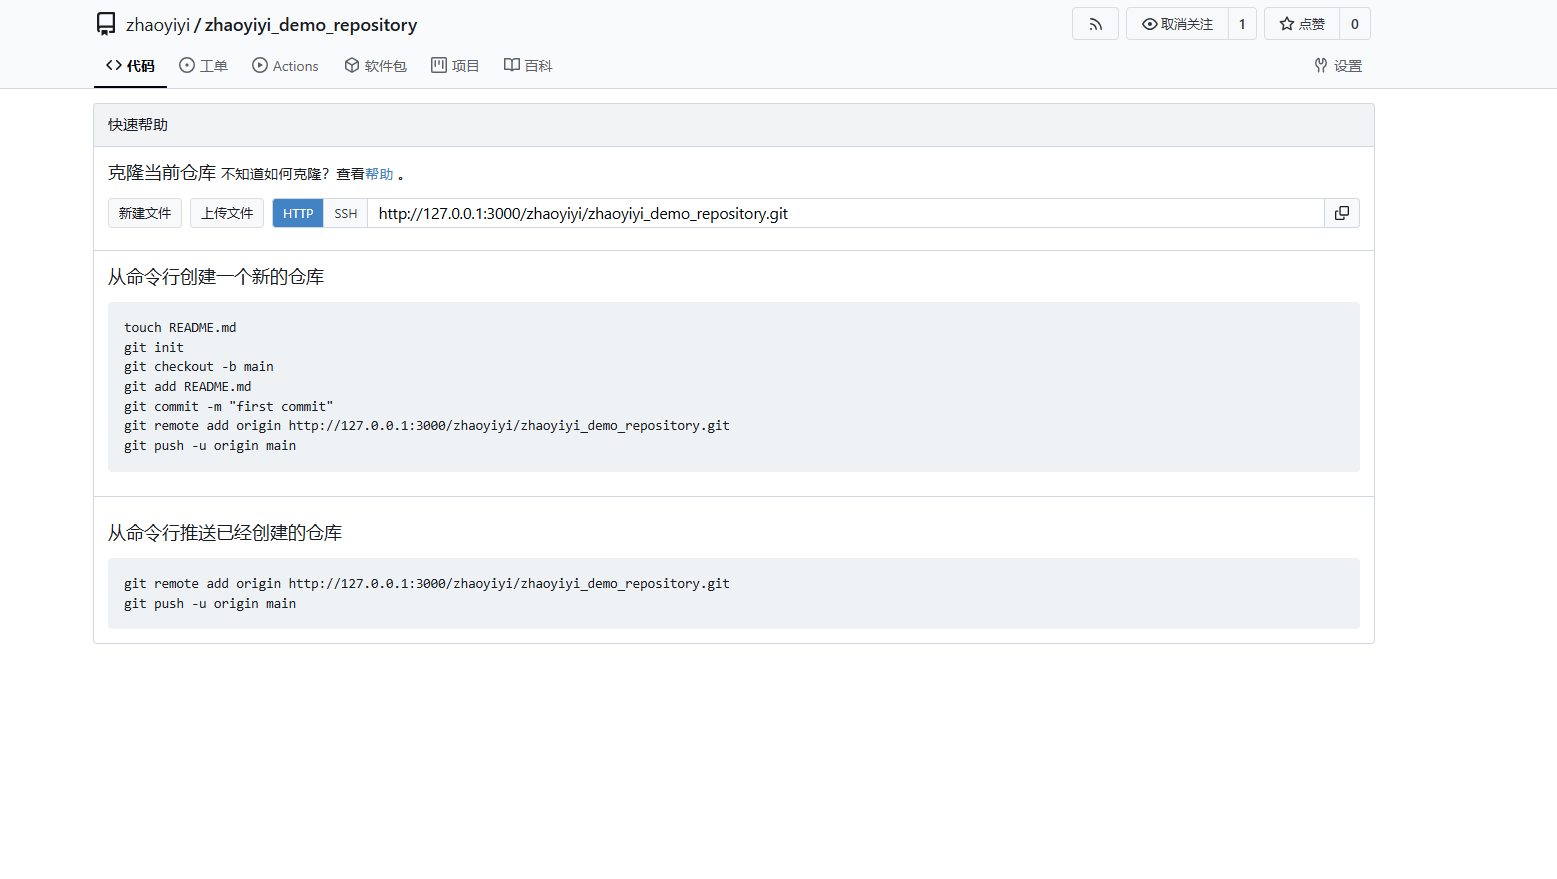 zhaoyiyi / zhaoyiyi_demo_repository
取消关注 1
点赞 0
代码 工单 Actions 软件包 项目 百科 设置
快速帮助
克隆当前仓库 不知道如何克隆？查看帮助 。
新建文件 上传文件 HTTP SSH http://127.0.0.1:3000/zhaoyiyi/zhaoyiyi_demo_repository.git
从命令行创建一个新的仓库
touch README.md
git init
git checkout -b main
git add README.md
git commit -m "first commit"
git remote add origin http://127.0.0.1:3000/zhaoyiyi/zhaoyiyi_demo_repository.git
git push -u origin main
从命令行推送已经创建的仓库
git remote add origin http://127.0.0.1:3000/zhaoyiyi/zhaoyiyi_demo_repository.git
git push -u origin main